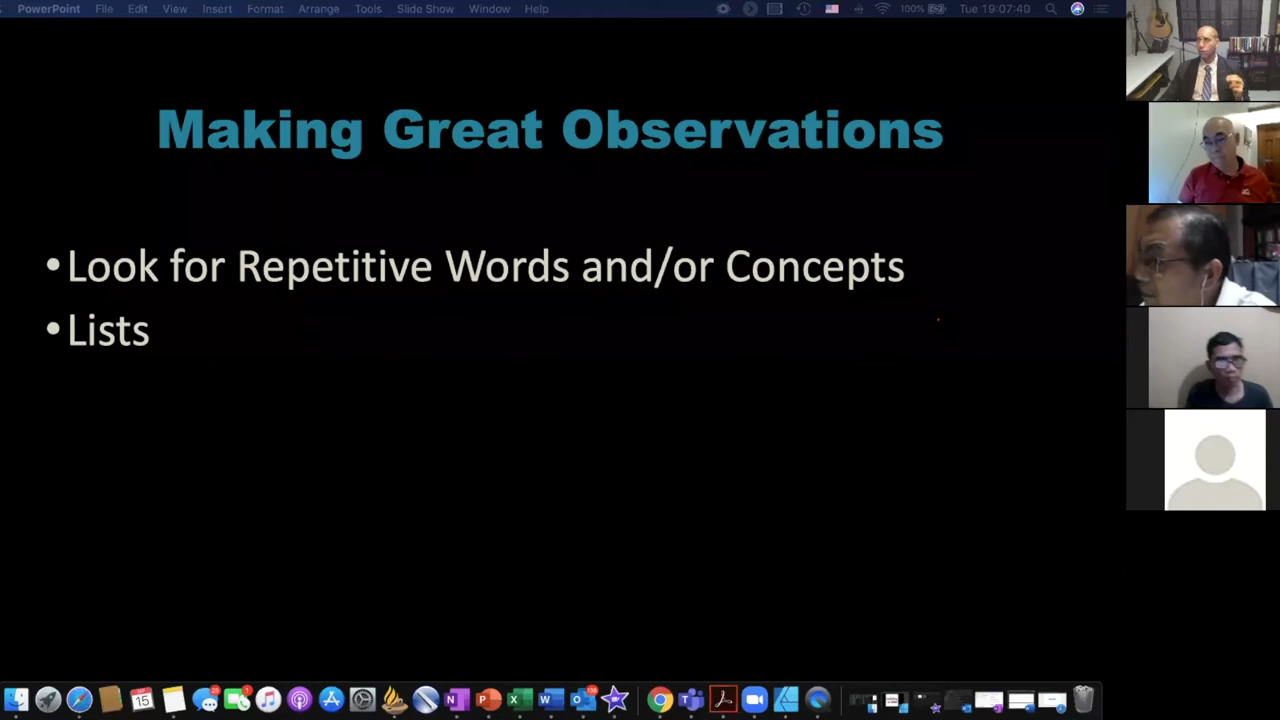 PowerPoint File Edit View Insert Format Arrange Tools Slide Show Window Help 100% Tue 19:07:40
Making Great Observations
•Look for Repetitive Words and/or Concepts
•Lists
15